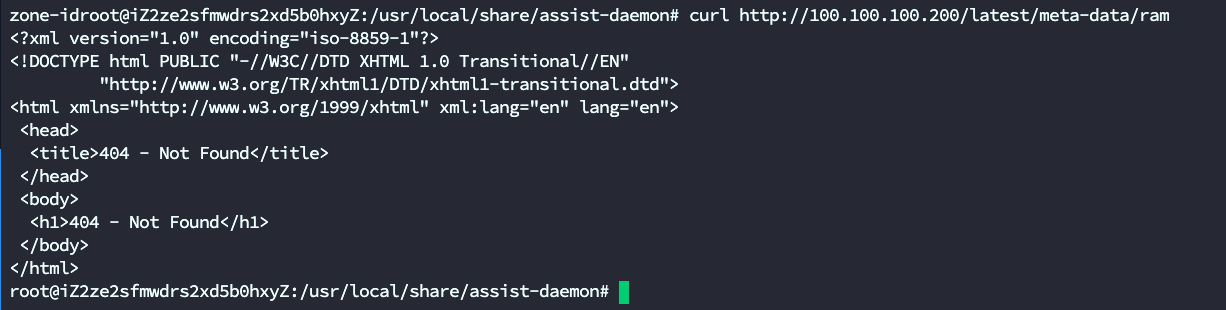 zone-idroot@iZ2ze2sfmwdrs2xd5b0hxyZ:/usr/local/share/assist-daemon# curl http://100.100.100.200/latest/meta-data/ram
<?xml version="1.0" encoding="iso-8859-1"?>
<!DOCTYPE html PUBLIC "-//W3C//DTD XHTML 1.0 Transitional//EN"
         "http://www.w3.org/TR/xhtml1/DTD/xhtml1-transitional.dtd">
<html xmlns="http://www.w3.org/1999/xhtml" xml:lang="en" lang="en">
 <head>
  <title>404 - Not Found</title>
 </head>
 <body>
  <h1>404 - Not Found</h1>
 </body>
</html>
root@iZ2ze2sfmwdrs2xd5b0hxyZ:/usr/local/share/assist-daemon#